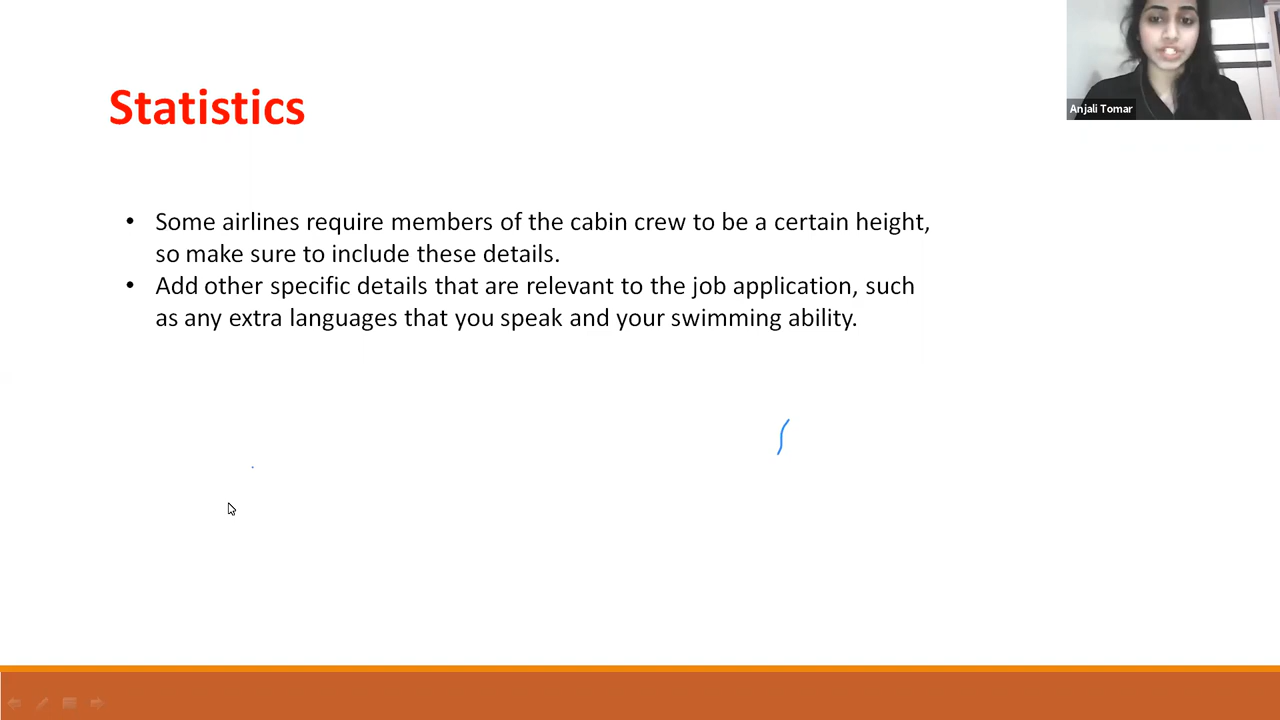 Anjali Tomar
Statistics
• Some airlines require members of the cabin crew to be a certain height,
so make sure to include these details.
• Add other specific details that are relevant to the job application, such
as any extra languages that you speak and your swimming ability.